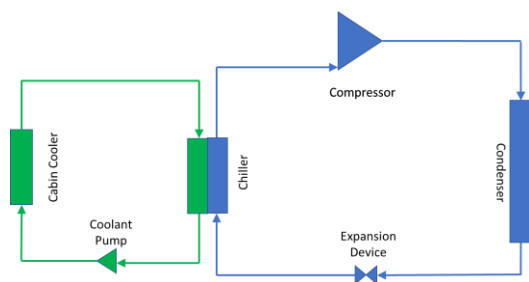 Compressor
Cabin Cooler
Chiller
Condenser
Coolant
Pump
Expansion
Device